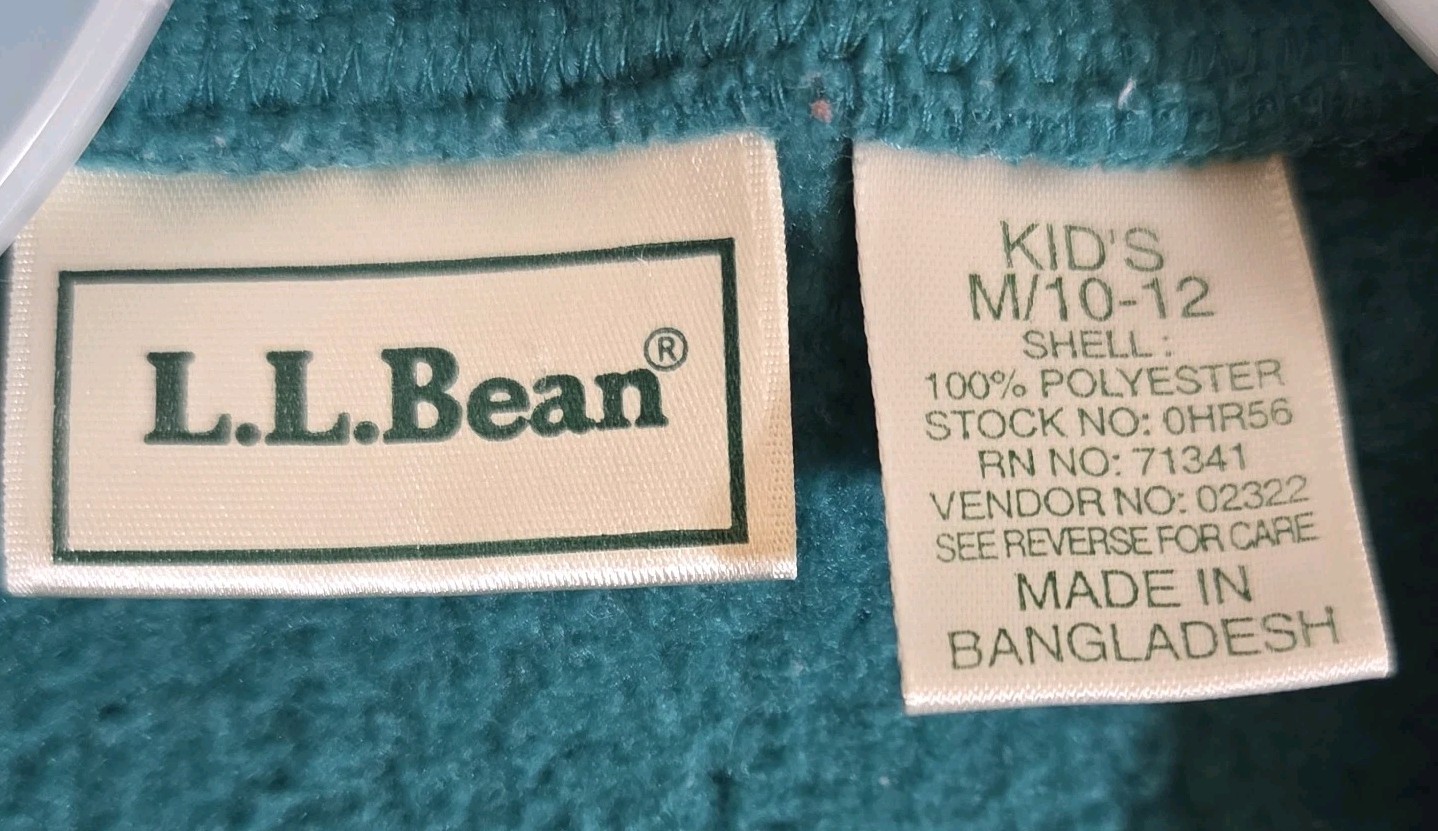 L.L.Bean®
KID'S
M/10-12
SHELL:
100% POLYESTER
STOCK NO: 0HR56
RN NO: 71341
VENDOR NO: 02322
SEE REVERSE FOR CARE
MADE IN
BANGLADESH